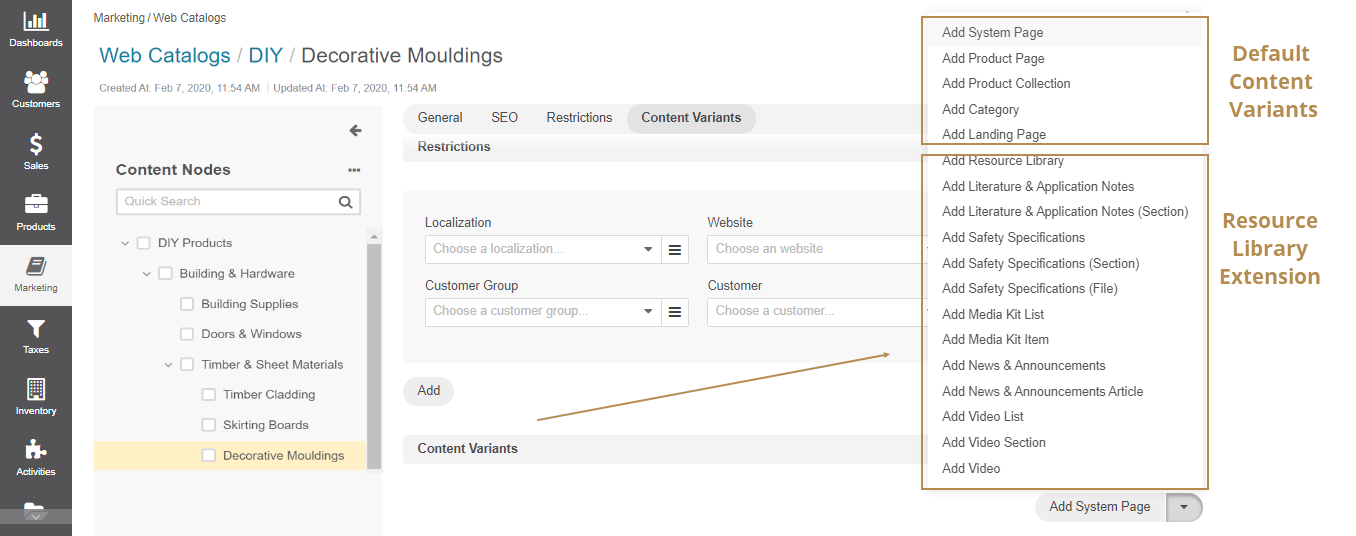 Dashboards
Customers
Sales
Products
Marketing
Taxes
Inventory
Activities
Marketing / Web Catalogs
Web Catalogs / DIY / Decorative Mouldings
Created At: Feb 7, 2020, 11:54 AM Updated At: Feb 7, 2020, 11:54 AM
Content Nodes
Quick Search
DIY Products
Building & Hardware
Building Supplies
Doors & Windows
Timber & Sheet Materials
Timber Cladding
Skirting Boards
Decorative Mouldings
General SEO Restrictions Content Variants
Restrictions
Localization Website
Choose a localization... Choose an website
Customer Group Customer
Choose a customer group... Choose a customer...
Add
Content Variants
Add System Page
Add Product Page
Add Product Collection
Add Category
Add Landing Page
Add Resource Library
Add Literature & Application Notes
Add Literature & Application Notes (Section)
Add Safety Specifications
Add Safety Specifications (Section)
Add Safety Specifications (File)
Add Media Kit List
Add Media Kit Item
Add News & Announcements
Add News & Announcements Article
Add Video List
Add Video Section
Add Video
Add System Page
Default
Content
Variants
Resource
Library
Extension